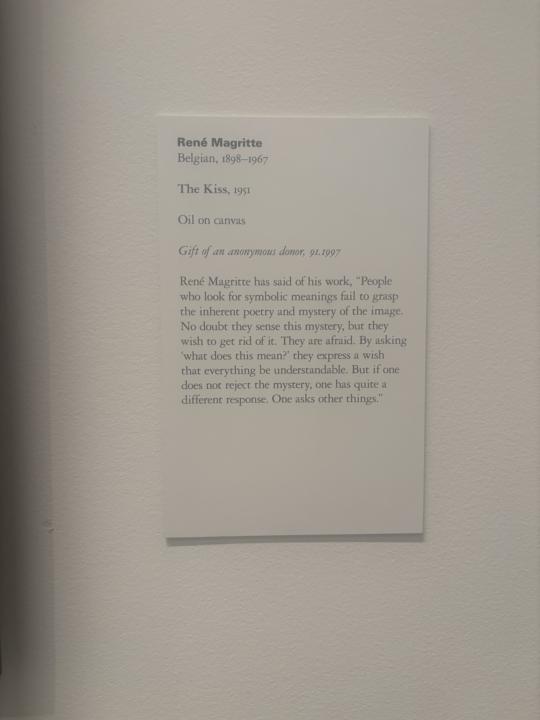 René Magritte
Belgian, 1898–1967
The Kiss, 1951
Oil on canvas
Gift of an anonymous donor, 91.1997
René Magritte has said of his work, “People
who look for symbolic meanings fail to grasp
the inherent poetry and mystery of the image.
No doubt they sense this mystery, but they
wish to get rid of it. They are afraid. By asking
‘what does this mean?’ they express a wish
that everything be understandable. But if one
does not reject the mystery, one has quite a
different response. One asks other things.”